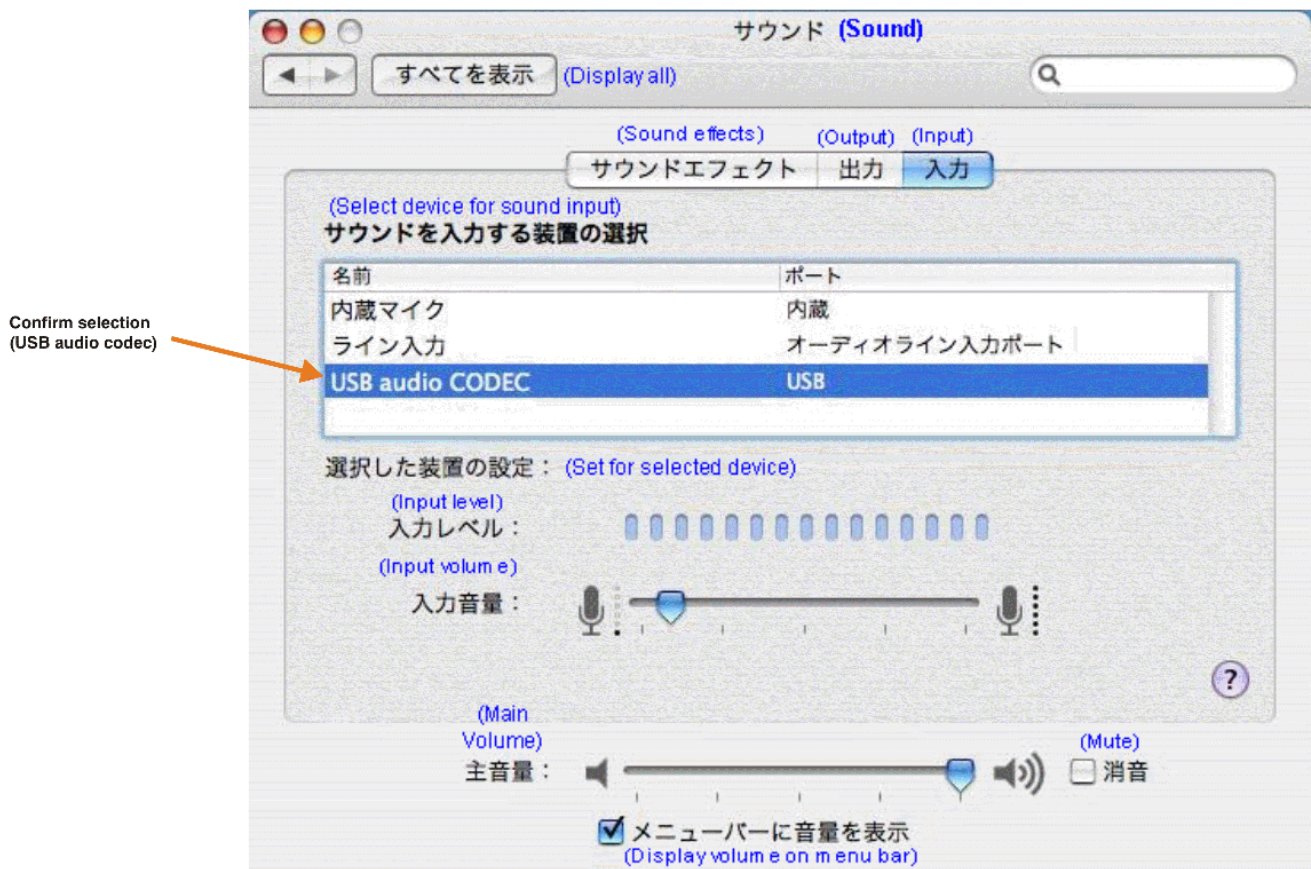 サウンド (Sound)
すべてを表示 (Display all)
(Sound effects) (Output) (Input)
サウンドエフェクト 出力 入力
(Select device for sound input)
サウンドを入力する装置の選択
名前 ポート
内蔵マイク 内蔵
ライン入力 オーディオライン入力ポート
Confirm selection
(USB audio codec)
USB audio CODEC USB
選択した装置の設定： (Set for selected device)
(Input level)
入力レベル：
(Input volume)
入力音量：
?
(Main
Volume)
主音量：
(Mute)
消音
メニューバーに音量を表示
(Display volume on menu bar)